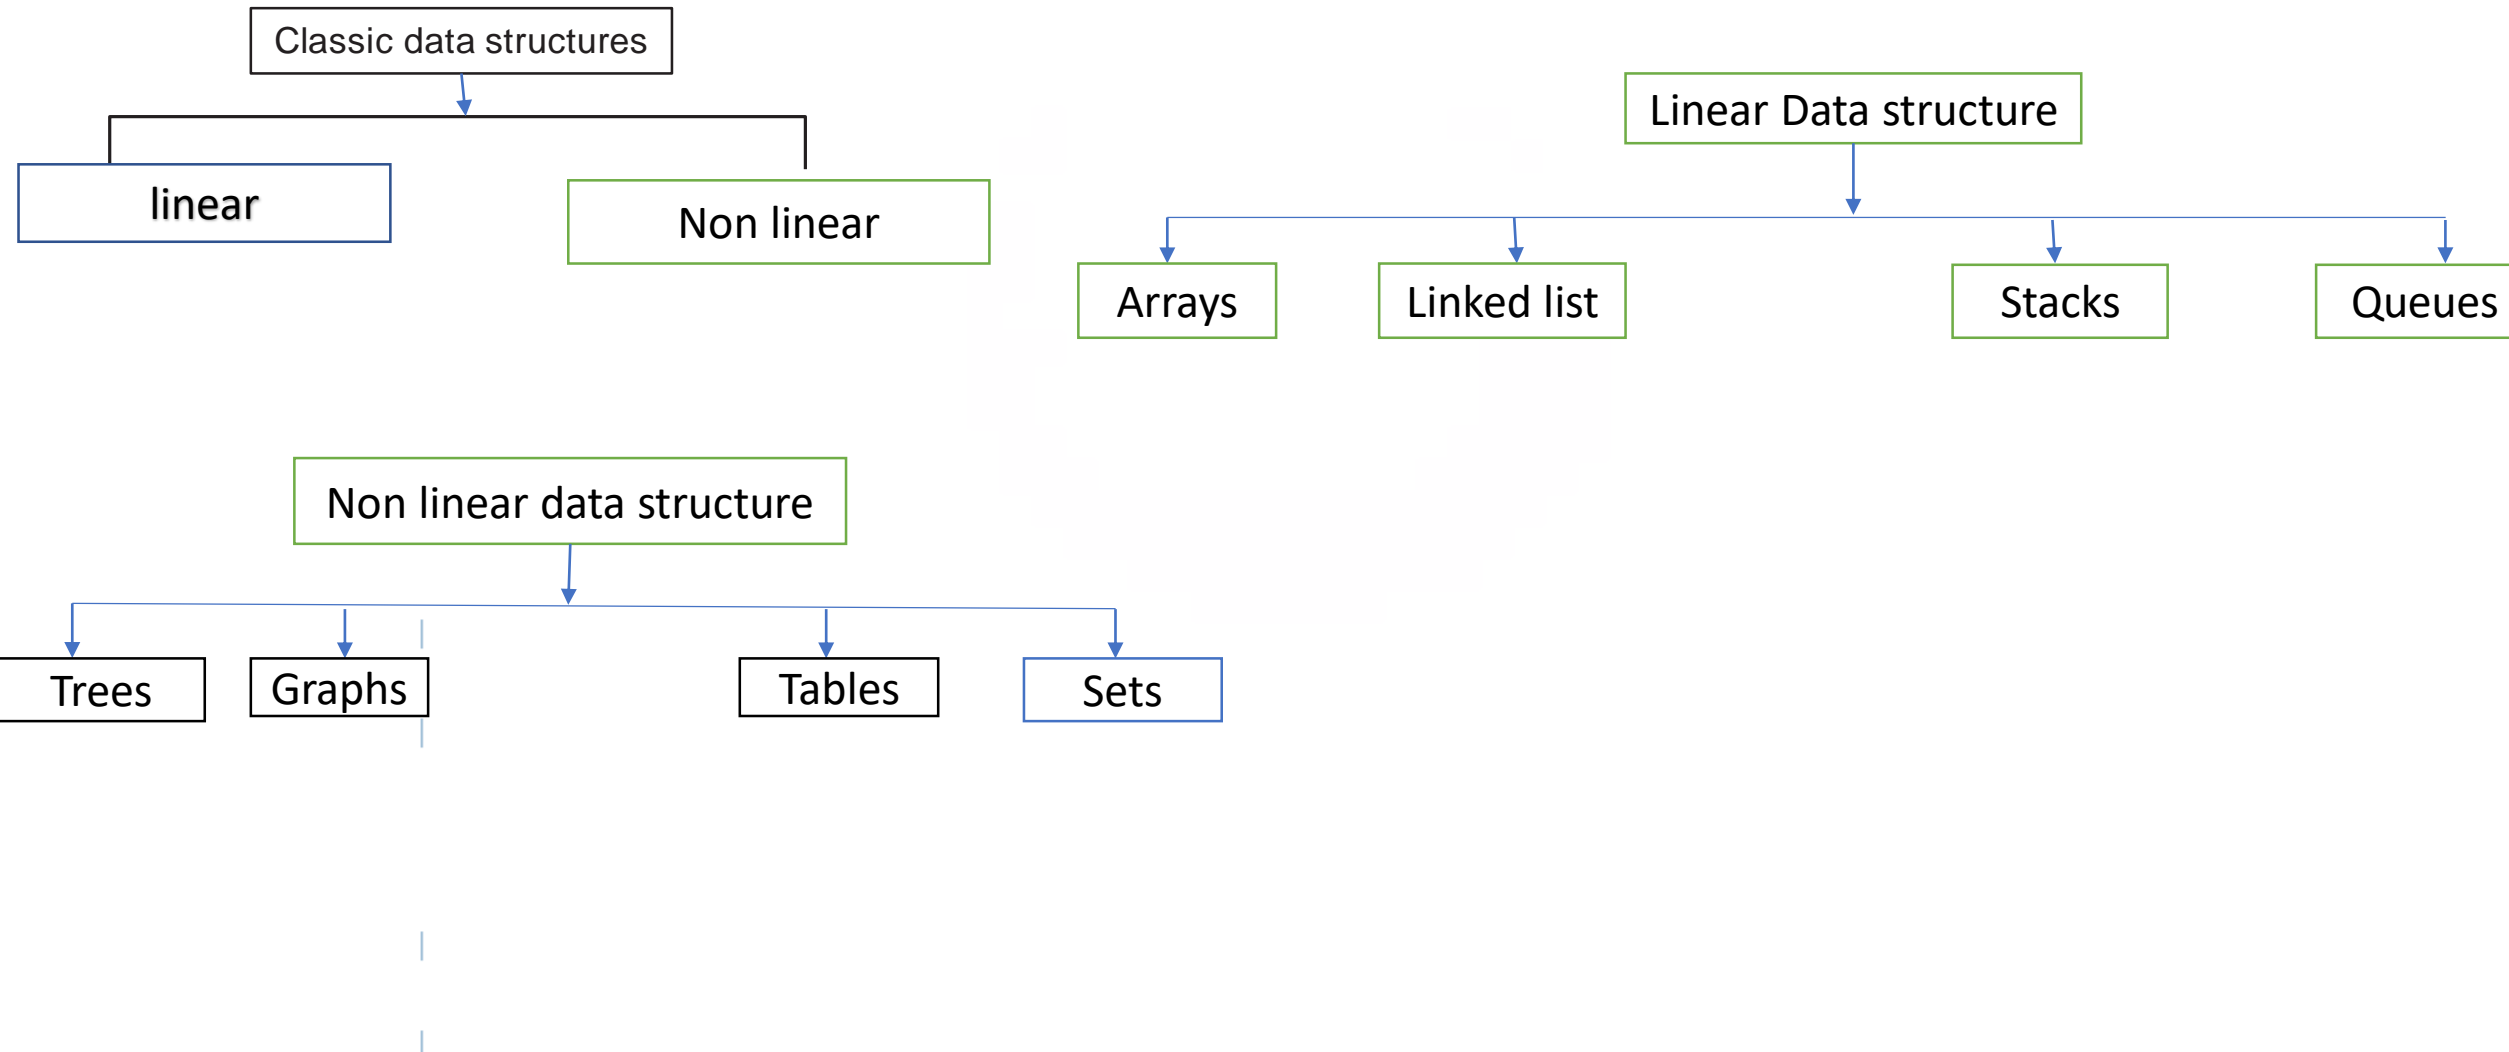 Classic data structures
linear
Non linear
Linear Data structure
Arrays
Linked list
Stacks
Queues
Non linear data structure
Trees
Graphs
Tables
Sets